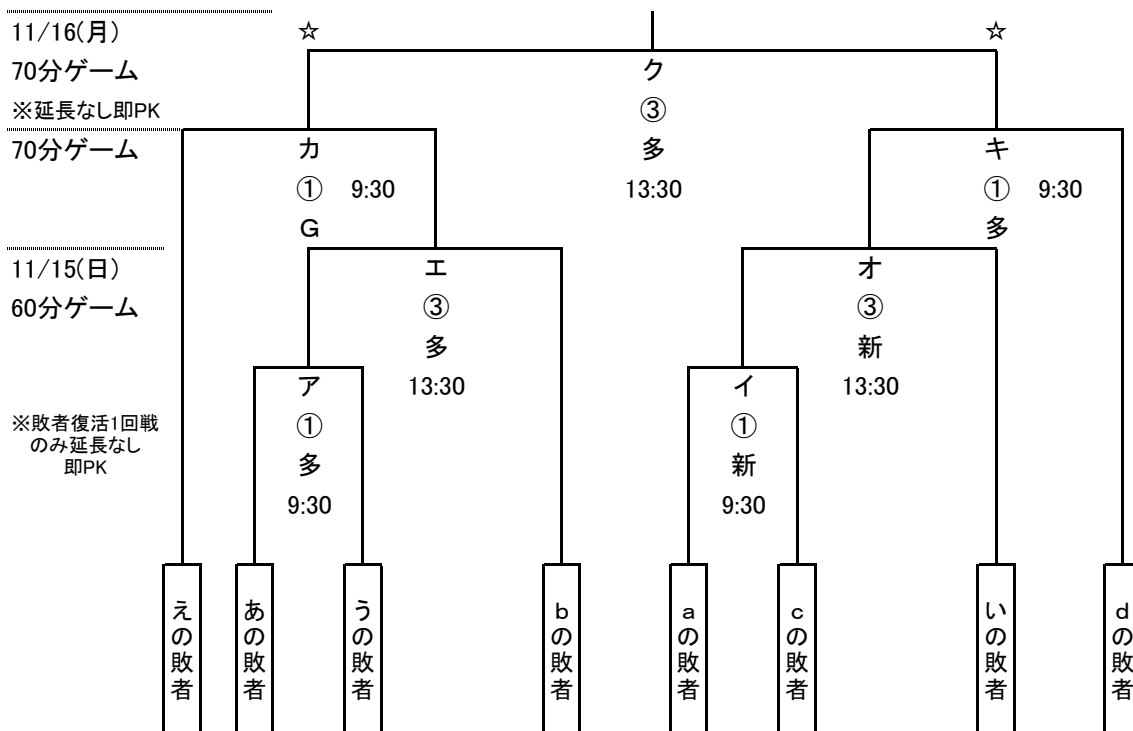 11/16(月)
☆
☆
70分ゲーム
ク
※延長なし即PK
③
70分ゲーム
カ
多
キ
①
9:30
13:30
①
9:30
G
多
11/15(日)
エ
オ
60分ゲーム
③
③
多
新
ア
13:30
イ
13:30
※敗者復活1回戦
のみ延長なし
即PK
①
①
多
新
9:30
9:30
えの敗者
あの敗者
うの敗者
bの敗者
aの敗者
cの敗者
いの敗者
dの敗者